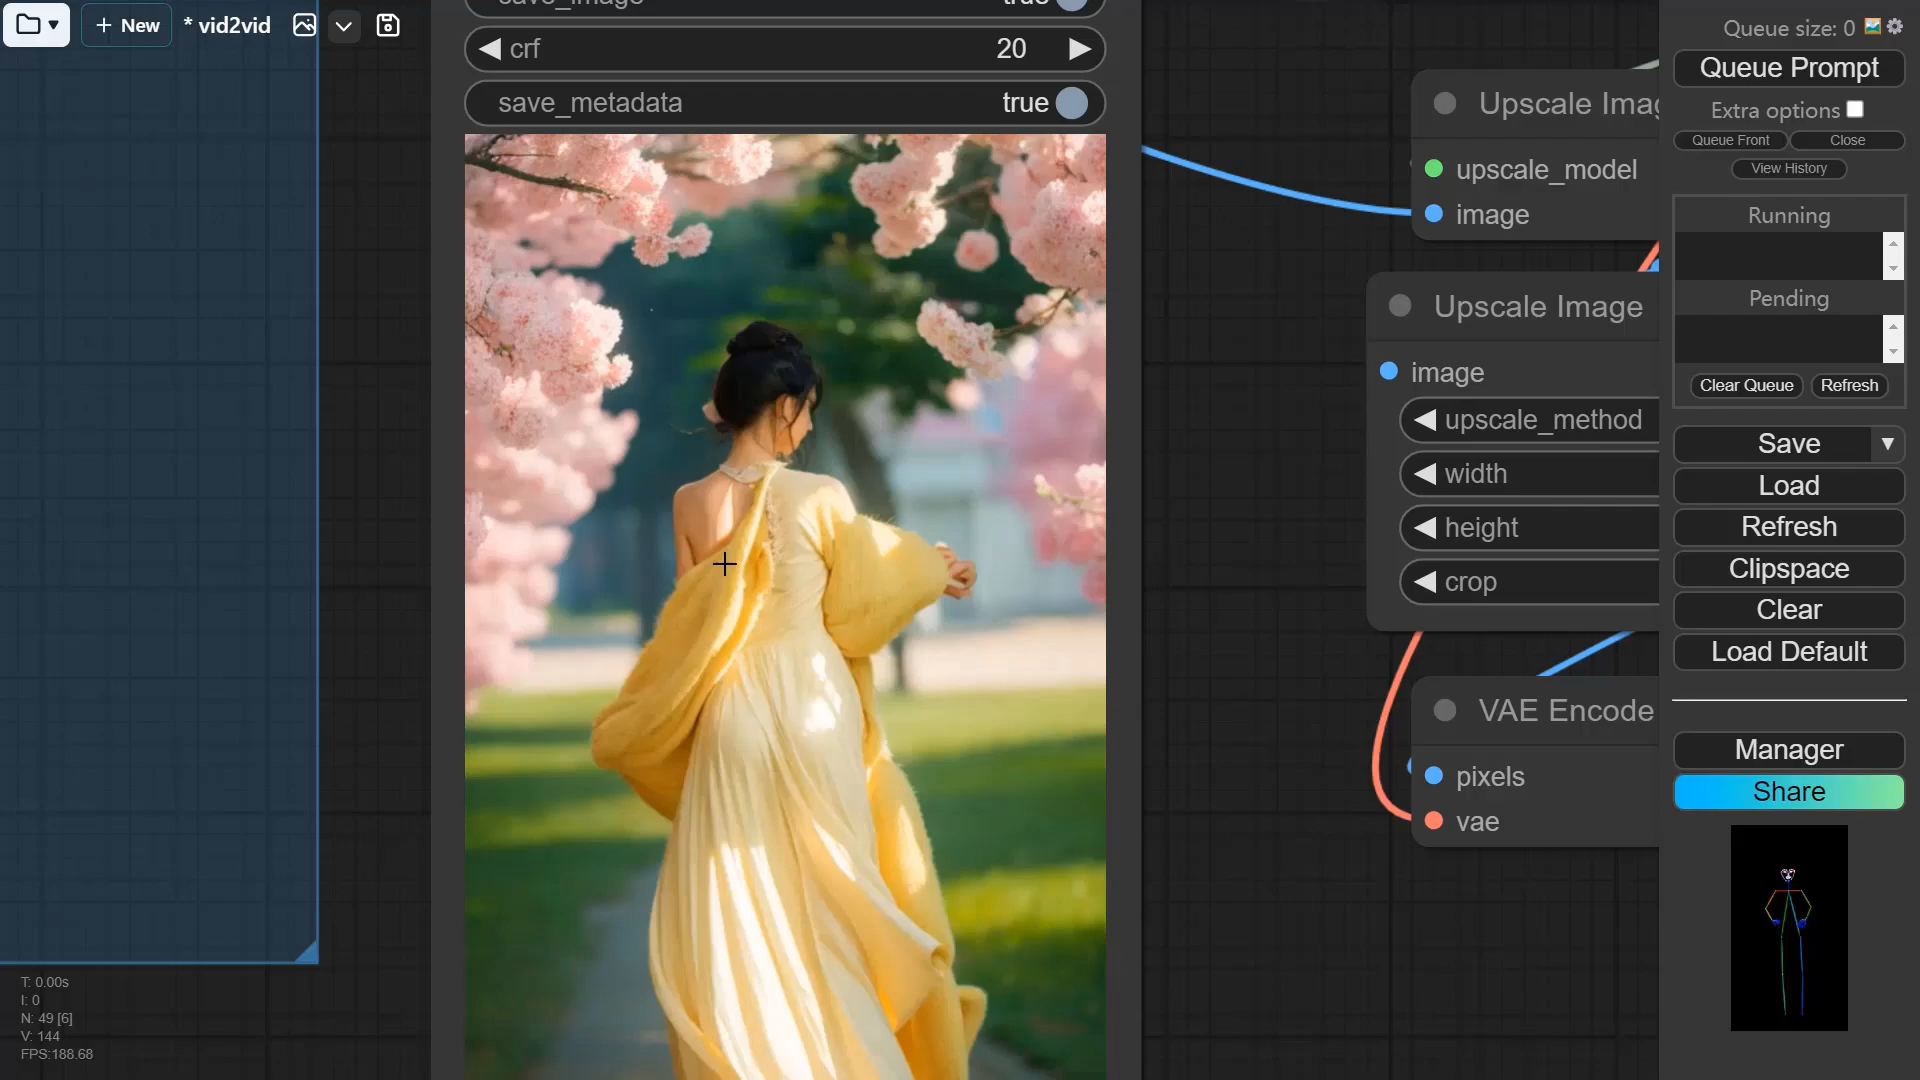 save_image
true
New
* vid2vid
crf
20
save_metadata
true
Upscale Imag
upscale_model
image
Upscale Image
image
upscale_method
width
height
crop
VAE Encode
pixels
vae
Queue size: 0
Queue Prompt
Extra options
Queue Front
Close
View History
Running
Pending
Clear Queue
Refresh
Save
Load
Refresh
Clipspace
Clear
Load Default
Manager
Share
T: 0.00s
I: 0
N: 49 [6]
V: 144
FPS:188.68